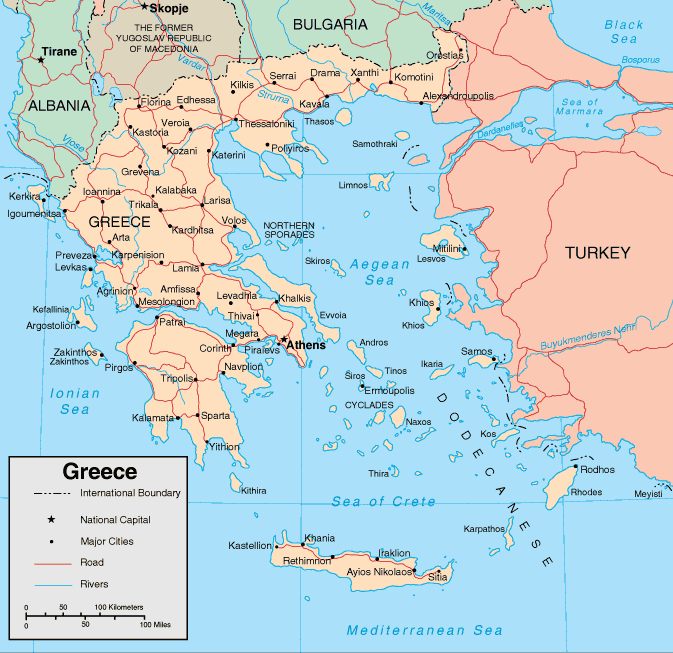 Skopje
BULGARIA
Maritsa
Black
Sea
THE FORMER
YUGOSLAV REPUBLIC
OF MACEDONIA
Tirane
Vardar
Orestias
Bosporus
ALBANIA
Vjose
Kilkis
Serrai
Drama
Xanthi
Komotini
Struma
Kavala
Alexandroupolis
Sea of
Marmara
Florina
Edhessa
Veroia
Kastoria
Thessaloniki
Thasos
Dardanelles
Kozani
Katerini
Poliyiros
Samothraki
Grevena
Limnos
Kerkira
Igoumenitsa
Ioannina
Kalabaka
Trikala
Larisa
GREECE
Kardhitsa
Volos
NORTHERN
SPORADES
Arta
Mitilini
Lesvos
TURKEY
Preveza
Levkas
Karpenision
Lamia
Skiros
Aegean
Sea
Agrinion
Amfissa
Mesolongion
Levadhia
Khalkis
Khios
Khios
Kefallinia
Argostolion
Patrai
Thivai
Evvoia
Megara
Athens
Buyukmenderes Nehri
Zakinthos
Zakinthos
Corinth
Piraievs
Andros
Samos
Pirgos
Navplion
Tinos
Ikaria
Tripolis
Siros
Ermoupolis
Ionian
Sea
CYCLADES
Naxos
DODECANESE
Kalamata
Sparta
Kos
Yithion
Thira
Rodhos
Rhodes
Meyisti
Kithira
Sea of Crete
Karpathos
Kastellion
Khania
Rethimnon
Iraklion
Ayios Nikolaos
Sitia
Mediterranean Sea
Greece
International Boundary
National Capital
Major Cities
Road
Rivers
0 50 100 Kilometers
0 50 100 Miles